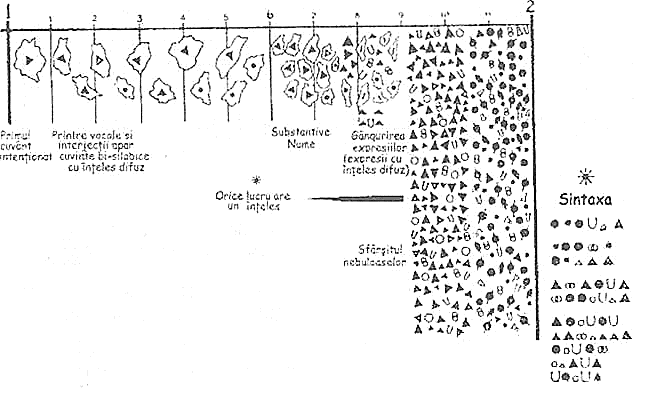 1 2
1 2 3 4 5 6 7 8 9 10 11
Primul
cuvânt
intenționat
Printre vocale și
interjecții apar
cuvinte bi-silabice
cu înțeles difuz
Substantive
Nume
Gângurirea
expresiilor
(expresii cu
înțeles difuz)
Orice lucru are
un înțeles
Sfârșitul
nebuloaselor
Sintaxa